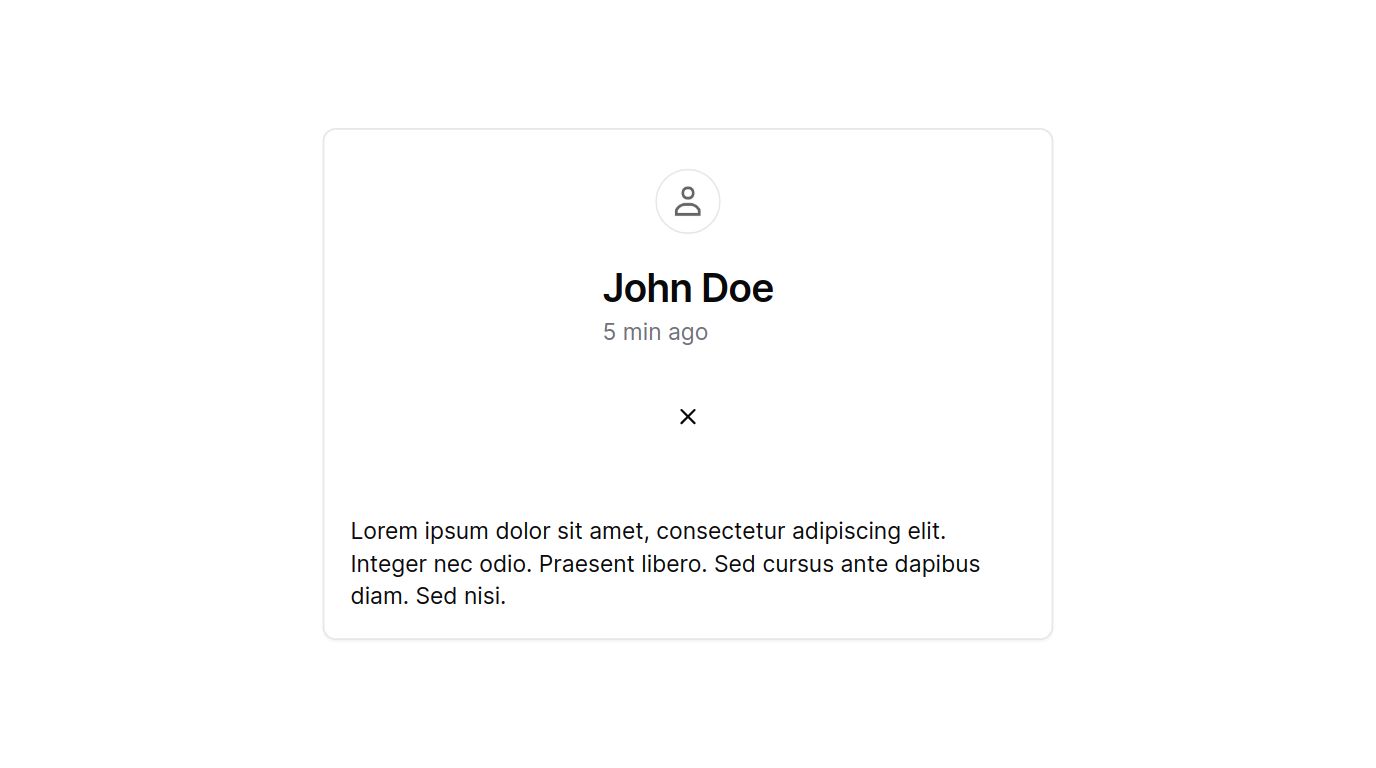 John Doe
5 min ago
Lorem ipsum dolor sit amet, consectetur adipiscing elit.
Integer nec odio. Praesent libero. Sed cursus ante dapibus
diam. Sed nisi.